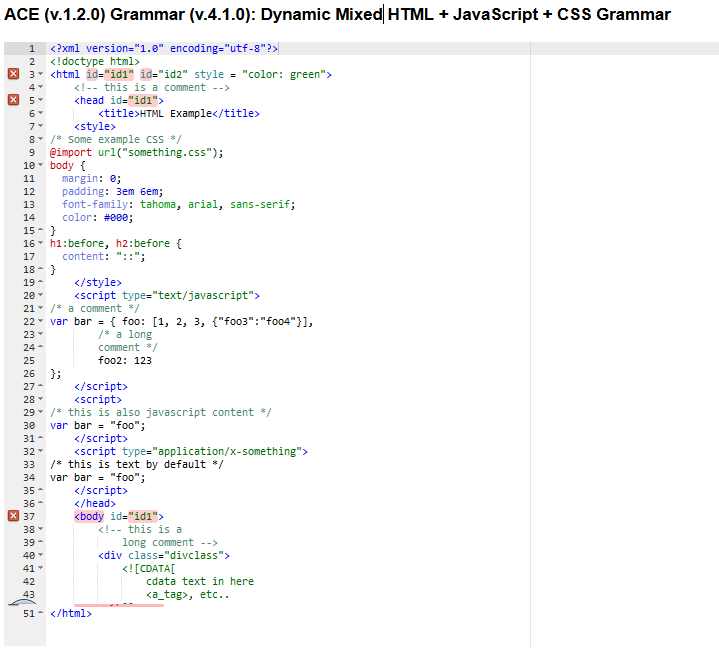 ACE (v.1.2.0) Grammar (v.4.1.0): Dynamic Mixed HTML + JavaScript + CSS Grammar
1 <?xml version="1.0" encoding="utf-8"?>
2 <!doctype html>
3 <html id="id1" id="id2" style = "color: green">
4 <!-- this is a comment -->
5 <head id="id1">
6 <title>HTML Example</title>
7 <style>
8 /* Some example CSS */
9 @import url("something.css");
10 body {
11 margin: 0;
12 padding: 3em 6em;
13 font-family: tahoma, arial, sans-serif;
14 color: #000;
15 }
16 h1:before, h2:before {
17 content: "::";
18 }
19 </style>
20 <script type="text/javascript">
21 /* a comment */
22 var bar = { foo: [1, 2, 3, {"foo3":"foo4"}],
23 /* a long
24 comment */
25 foo2: 123
26 };
27 </script>
28 <script>
29 /* this is also javascript content */
30 var bar = "foo";
31 </script>
32 <script type="application/x-something">
33 /* this is text by default */
34 var bar = "foo";
35 </script>
36 </head>
37 <body id="id1">
38 <!-- this is a
39 long comment -->
40 <div class="divclass">
41 <![CDATA[
42 cdata text in here
43 <a_tag>, etc..
51 </html>